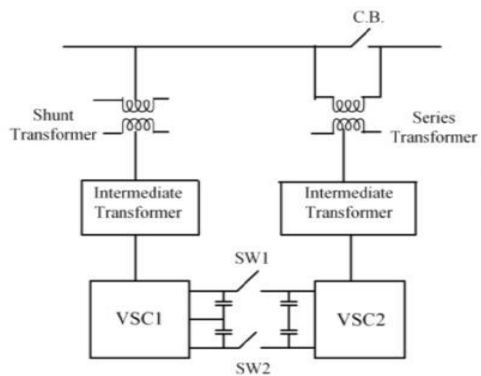 C.B.
Shunt
Transformer
Series
Transformer
Intermediate
Transformer
Intermediate
Transformer
SW1
VSC1
VSC2
SW2